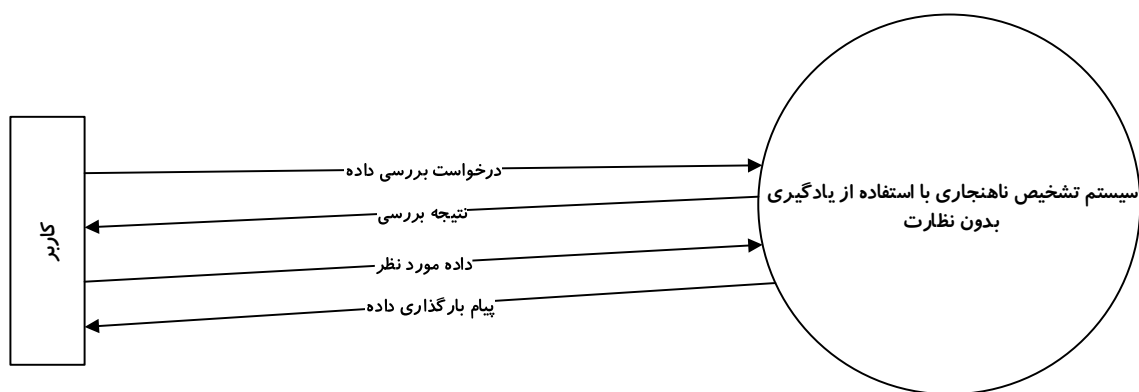 درخواست بررسی داده
نتیجه بررسی
داده مورد نظر
پیام بارگذاری داده
کاربر
سیستم تشخیص ناهنجاری با استفاده از یادگیری
بدون نظارت